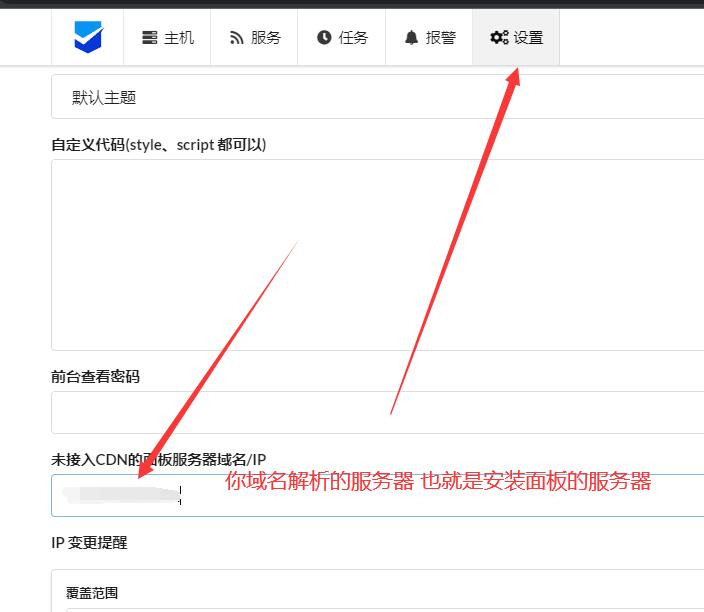 主机 服务 任务 报警 设置
默认主题
自定义代码(style、script 都可以)
前台查看密码
未接入CDN的面板服务器域名/IP
你域名解析的服务器 也就是安装面板的服务器
IP 变更提醒
覆盖范围